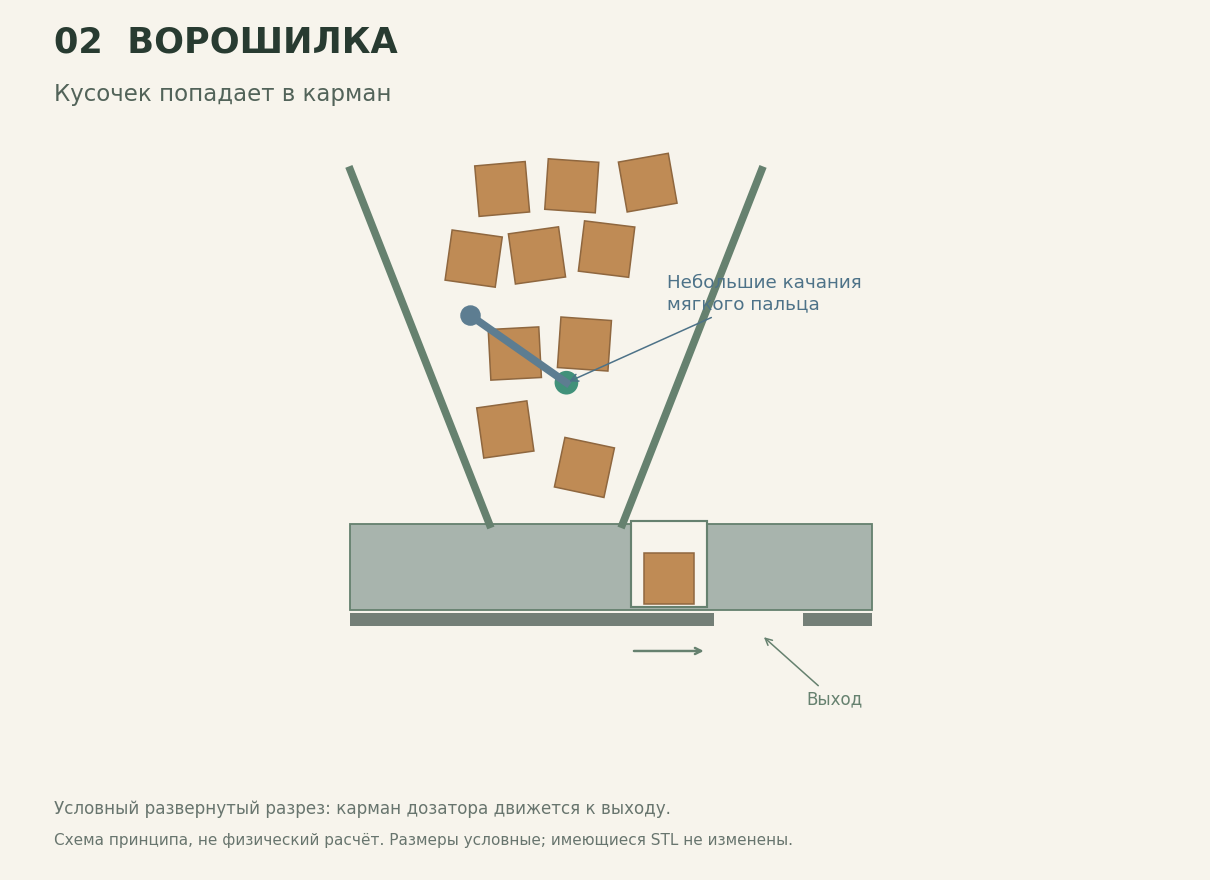 02 ВОРОШИЛКА
Кусочек попадает в карман
Небольшие качания
мягкого пальца
Выход
Условный развернутый разрез: карман дозатора движется к выходу.
Схема принципа, не физический расчёт. Размеры условные; имеющиеся STL не изменены.